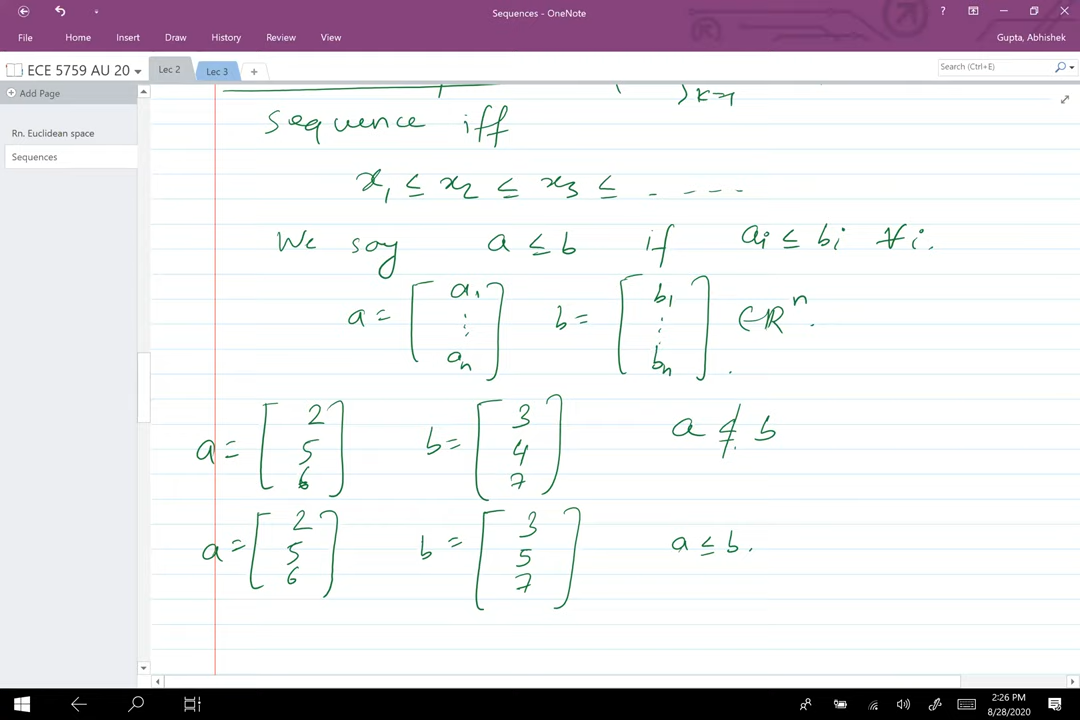 Sequences - OneNote
?
File Home Insert Draw History Review View Gupta, Abhishek
ECE 5759 AU 20 Lec 2 Lec 3 + Search (Ctrl+E)
Add Page
Rn. Euclidean space
Sequences
sequence iff
x₁ ≤ x₂ ≤ x₃ ≤ . - - - -
We say a ≤ b if aᵢ ≤ bᵢ ∀i.
a = [a₁ ⋮ aₙ] b = [b₁ ⋮ bₙ] ∈ ℝⁿ.
a = [2 5 6] b = [3 4 7] a ≰ b
a = [2 5 6] b = [3 5 7] a ≤ b.
2:26 PM
8/28/2020